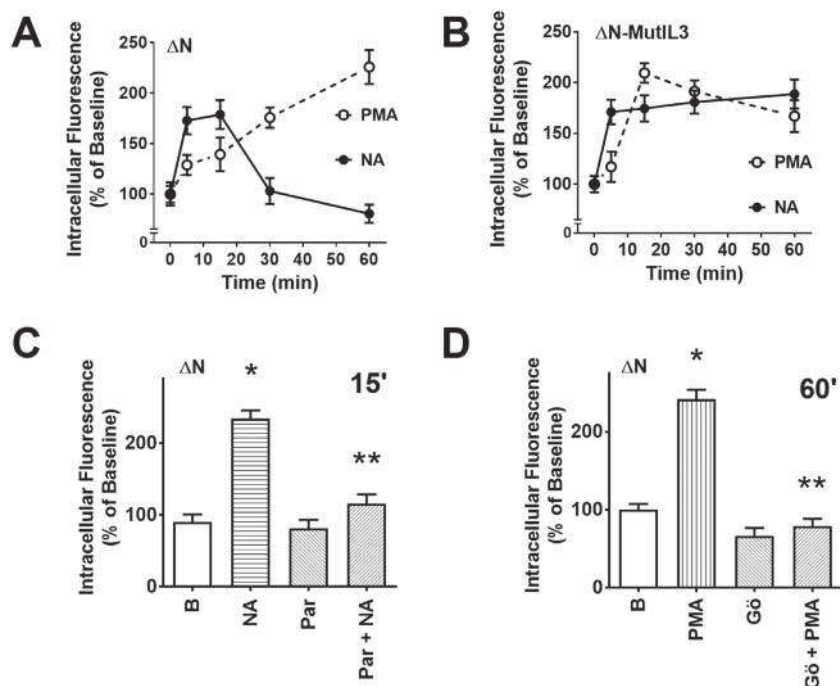 A
ΔN
Intracellular Fluorescence
(% of Baseline)
250
200
150
100
0
PMA
NA
0 10 20 30 40 50 60
Time (min)
B
ΔN-MutIL3
Intracellular Fluorescence
(% of Baseline)
250
200
150
100
0
PMA
NA
0 10 20 30 40 50 60
Time (min)
C
ΔN
*
15'
**
Intracellular Fluorescence
(% of Baseline)
200
100
0
B
NA
Par
Par + NA
D
ΔN
*
60'
**
Intracellular Fluorescence
(% of Baseline)
200
100
0
B
PMA
Gö
Gö + PMA